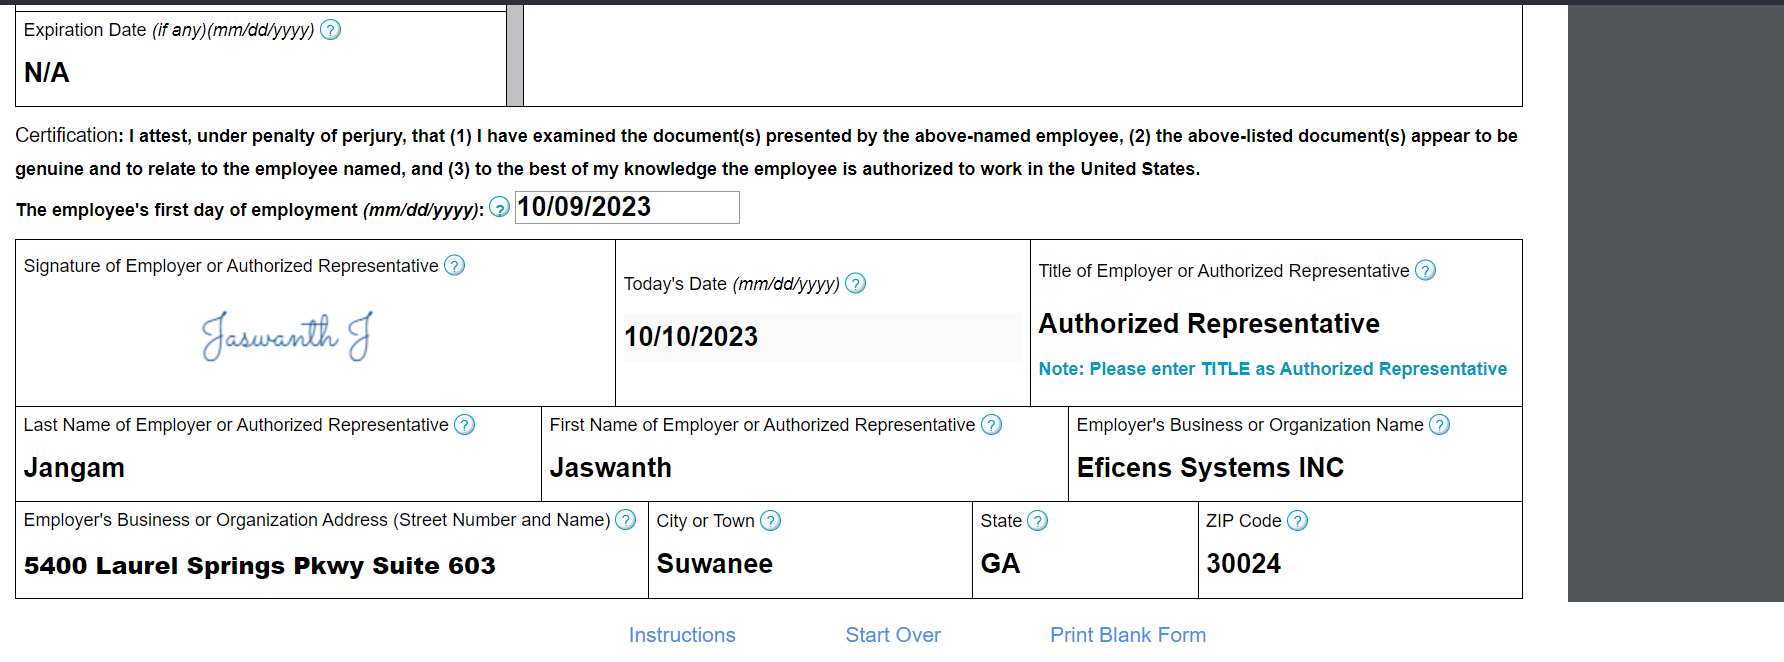 Expiration Date (if any)(mm/dd/yyyy) ?
N/A
Certification: I attest, under penalty of perjury, that (1) I have examined the document(s) presented by the above-named employee, (2) the above-listed document(s) appear to be
genuine and to relate to the employee named, and (3) to the best of my knowledge the employee is authorized to work in the United States.
The employee's first day of employment (mm/dd/yyyy): ? 10/09/2023
Signature of Employer or Authorized Representative ?
Jaswanth J
Today's Date (mm/dd/yyyy) ?
10/10/2023
Title of Employer or Authorized Representative ?
Authorized Representative
Note: Please enter TITLE as Authorized Representative
Last Name of Employer or Authorized Representative ?
Jangam
First Name of Employer or Authorized Representative ?
Jaswanth
Employer's Business or Organization Name ?
Eficens Systems INC
Employer's Business or Organization Address (Street Number and Name) ?
5400 Laurel Springs Pkwy Suite 603
City or Town ?
Suwanee
State ?
GA
ZIP Code ?
30024
Instructions
Start Over
Print Blank Form